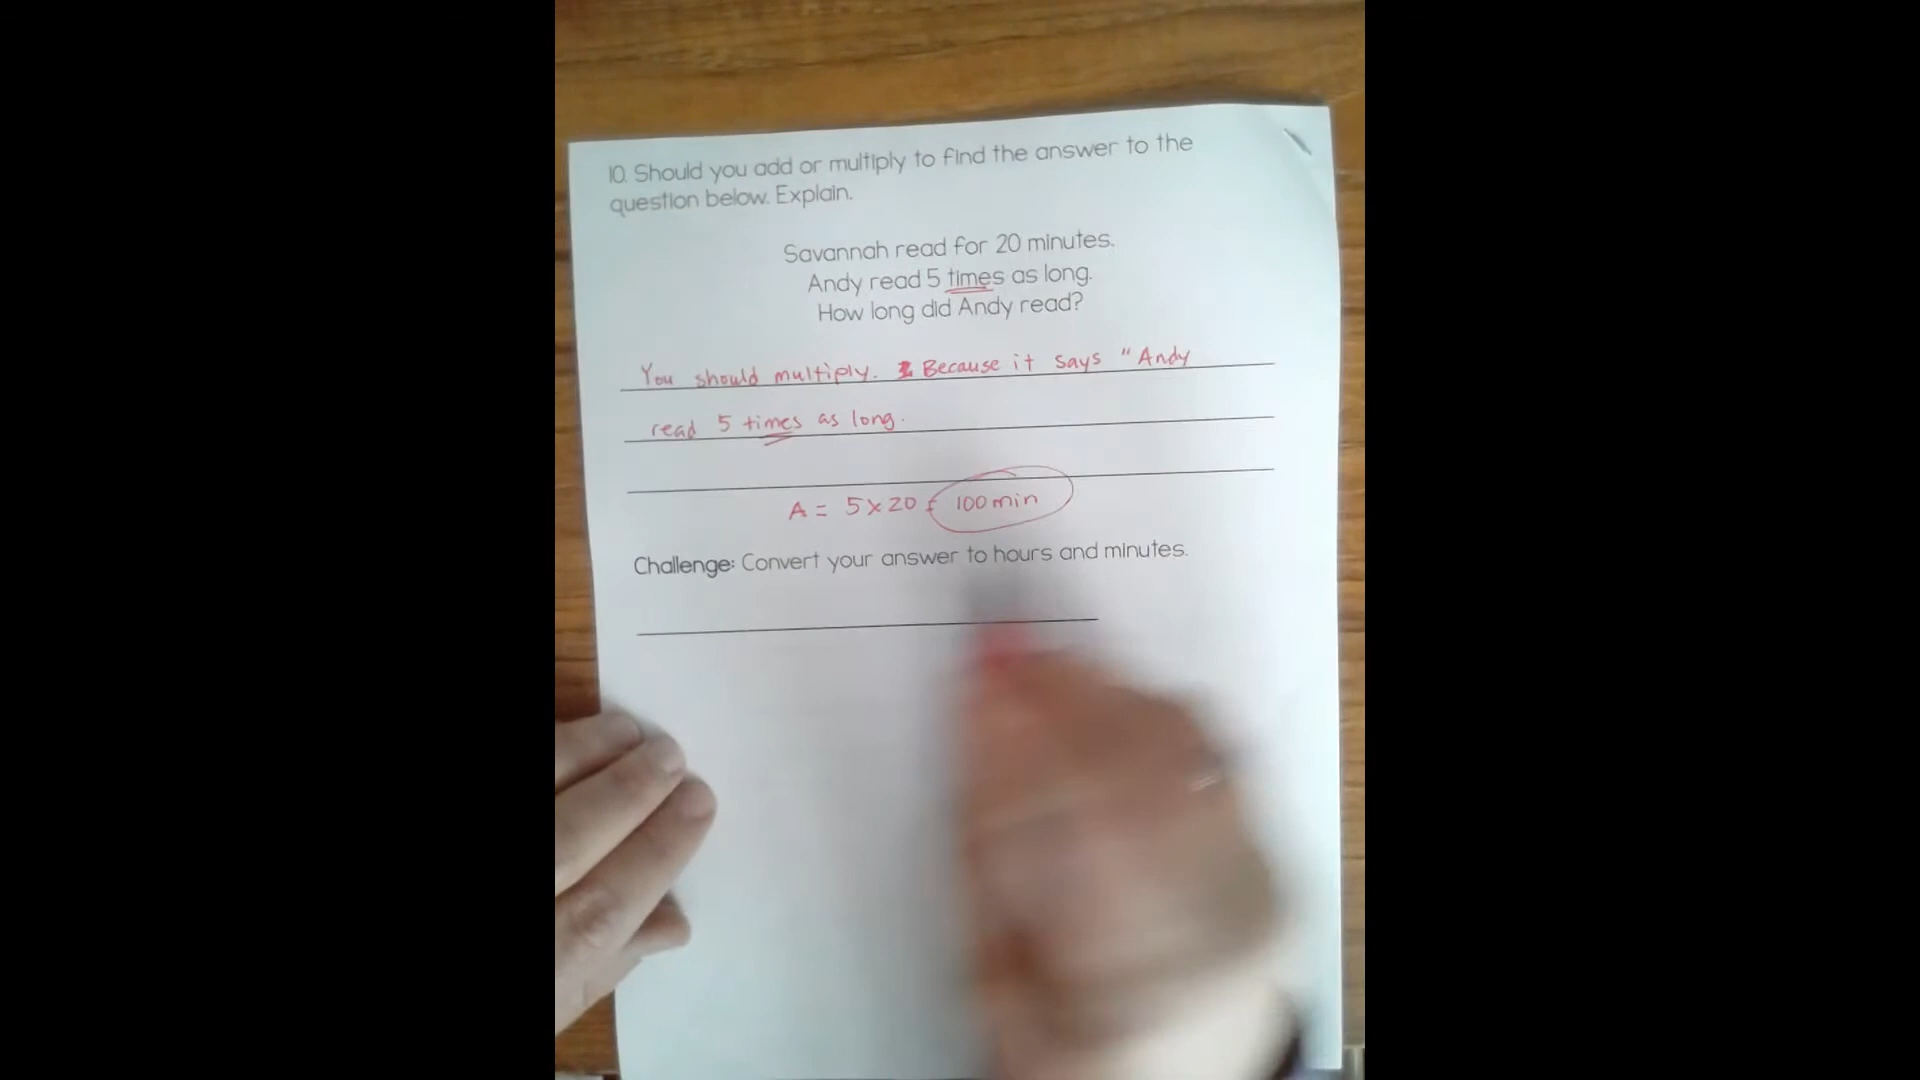 10. Should you add or multiply to find the answer to the
question below. Explain.
Savannah read for 20 minutes.
Andy read 5 times as long.
How long did Andy read?
You should multiply. Because it says "Andy
read 5 times as long.
A = 5 x 20 = 100 min
Challenge: Convert your answer to hours and minutes.